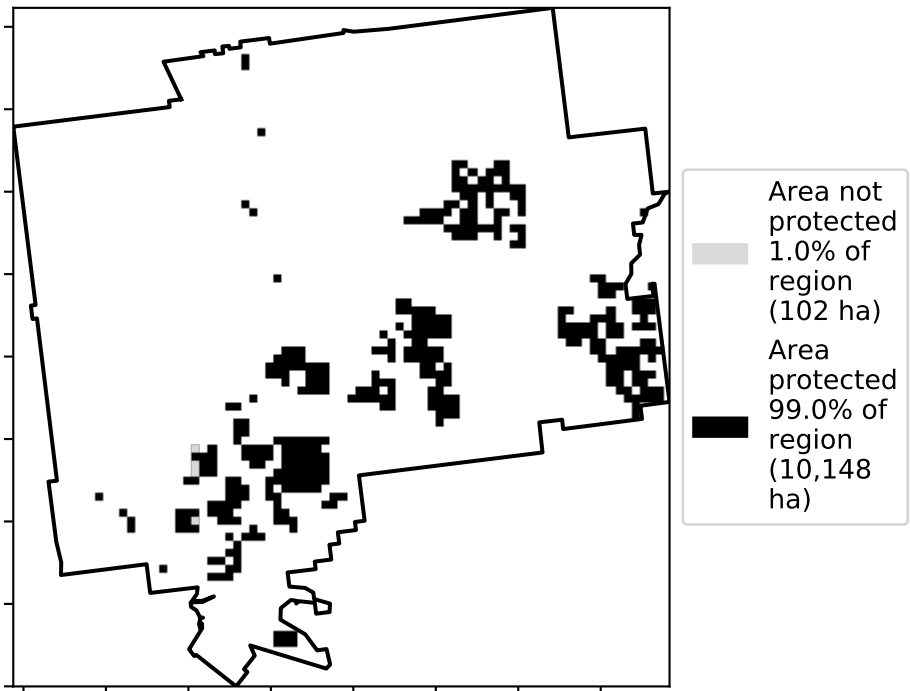 Area not
protected
1.0% of
region
(102 ha)
Area
protected
99.0% of
region
(10,148
ha)